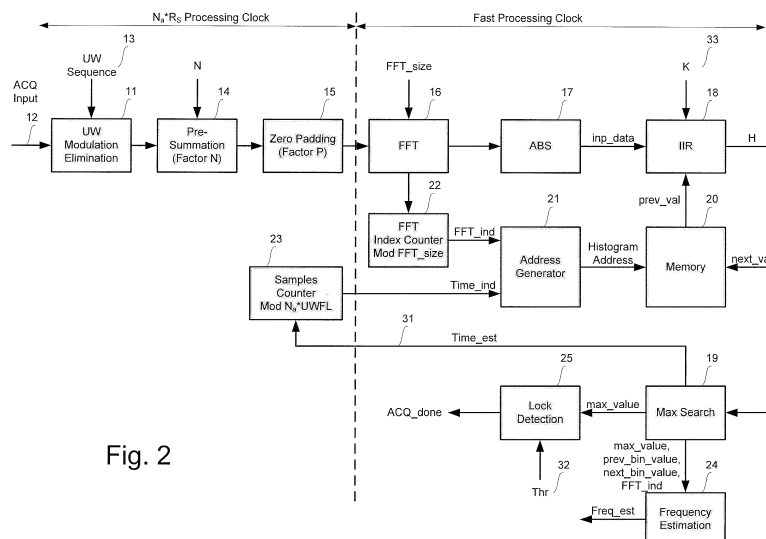 Nₐ*R_S Processing Clock
Fast Processing Clock
UW
Sequence
13
N
FFT_size
K
33
ACQ
Input
12
11
14
15
16
17
18
UW
Modulation
Elimination
Pre-
Summation
(Factor N)
Zero Padding
(Factor P)
FFT
ABS
inp_data
IIR
H
prev_val
22
21
20
FFT
Index Counter
Mod FFT_size
FFT_ind
Address
Generator
Histogram
Address
Memory
23
Samples
Counter
Mod Nₐ*UWFL
Time_ind
31
Time_est
25
19
ACQ_done
Lock
Detection
max_value
Max Search
Thr
32
max_value,
prev_bin_value,
next_bin_value,
FFT_ind
24
Freq_est
Frequency
Estimation
Fig. 2